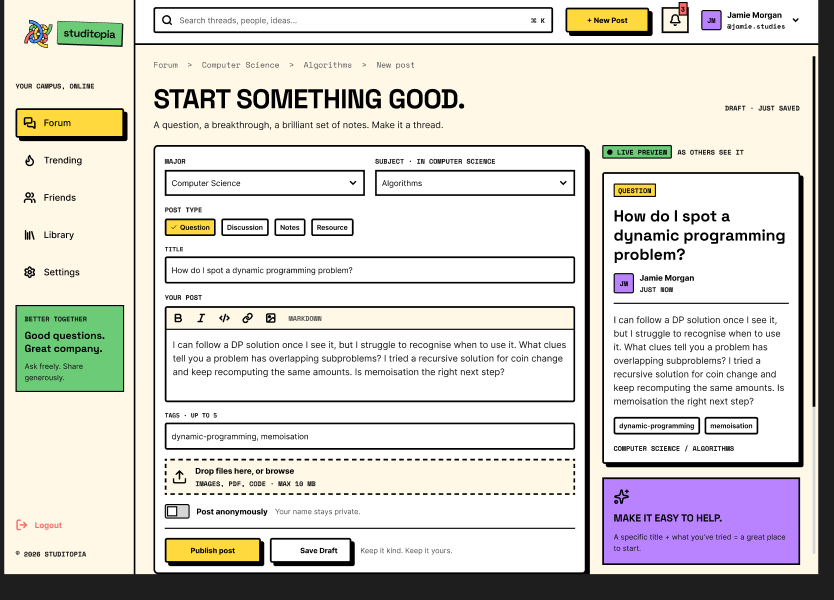 studitopia
Search threads, people, ideas...
⌘ K
+ New Post
3
JM
Jamie Morgan
@jamie.studies
YOUR CAMPUS, ONLINE
Forum
Trending
Friends
Library
Settings
BETTER TOGETHER
Good questions.
Great company.
Ask freely. Share
generously.
Logout
© 2026 STUDITOPIA
Forum > Computer Science > Algorithms > New post
START SOMETHING GOOD.
A question, a breakthrough, a brilliant set of notes. Make it a thread.
DRAFT · JUST SAVED
MAJOR
Computer Science
SUBJECT · IN COMPUTER SCIENCE
Algorithms
POST TYPE
✓ Question
Discussion
Notes
Resource
TITLE
How do I spot a dynamic programming problem?
YOUR POST
B I </> MARKDOWN
I can follow a DP solution once I see it, but I struggle to recognise when to use it. What clues
tell you a problem has overlapping subproblems? I tried a recursive solution for coin change
and keep recomputing the same amounts. Is memoisation the right next step?
TAGS · UP TO 5
dynamic-programming, memoisation
Drop files here, or browse
IMAGES, PDF, CODE · MAX 10 MB
Post anonymously Your name stays private.
Publish post
Save Draft
Keep it kind. Keep it yours.
LIVE PREVIEW AS OTHERS SEE IT
QUESTION
How do I spot a
dynamic programming
problem?
JM
Jamie Morgan
JUST NOW
I can follow a DP solution once I see it,
but I struggle to recognise when to use
it. What clues tell you a problem has
overlapping subproblems? I tried a
recursive solution for coin change and
keep recomputing the same amounts. Is
memoisation the right next step?
dynamic-programming
memoisation
COMPUTER SCIENCE / ALGORITHMS
MAKE IT EASY TO HELP.
A specific title + what you've tried = a great place
to start.